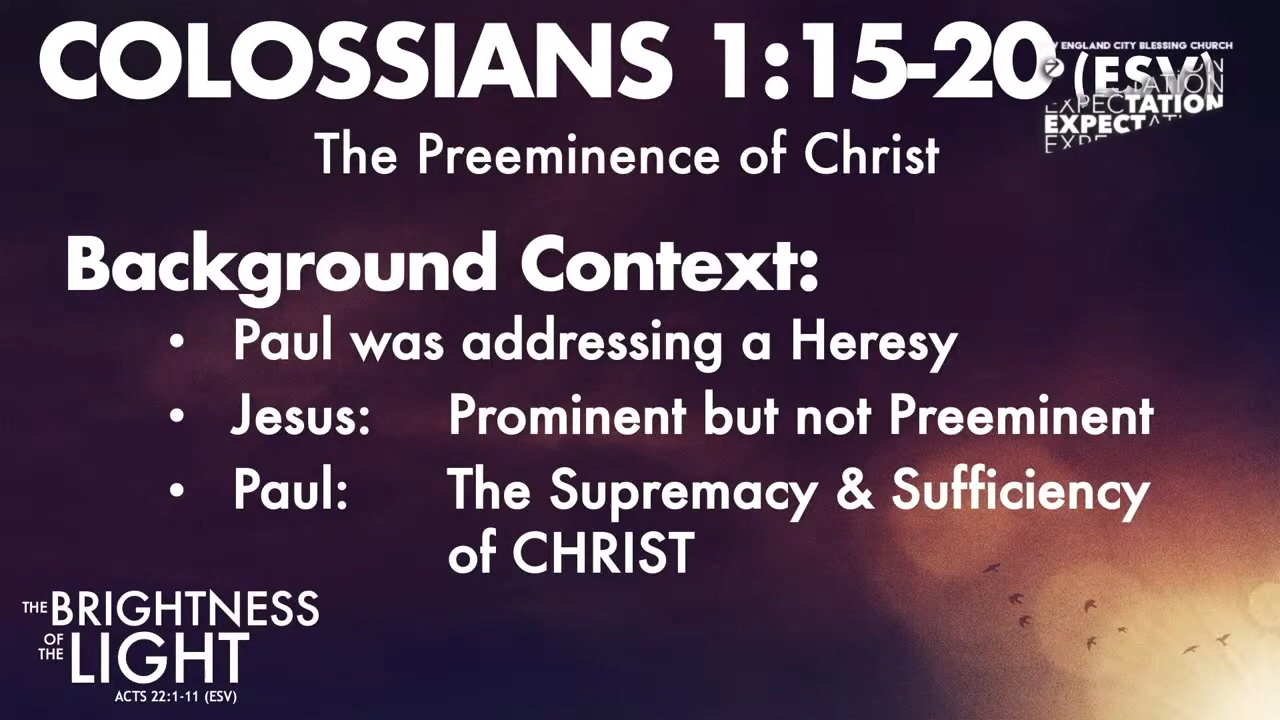 COLOSSIANS 1:15-20 (ESV)
ENGLAND CITY BLESSING CHURCH
EXPECTATION
EXPECTATION
The Preeminence of Christ
Background Context:
• Paul was addressing a Heresy
• Jesus: Prominent but not Preeminent
• Paul: The Supremacy & Sufficiency
of CHRIST
THE BRIGHTNESS
OF THE LIGHT
ACTS 22:1-11 (ESV)